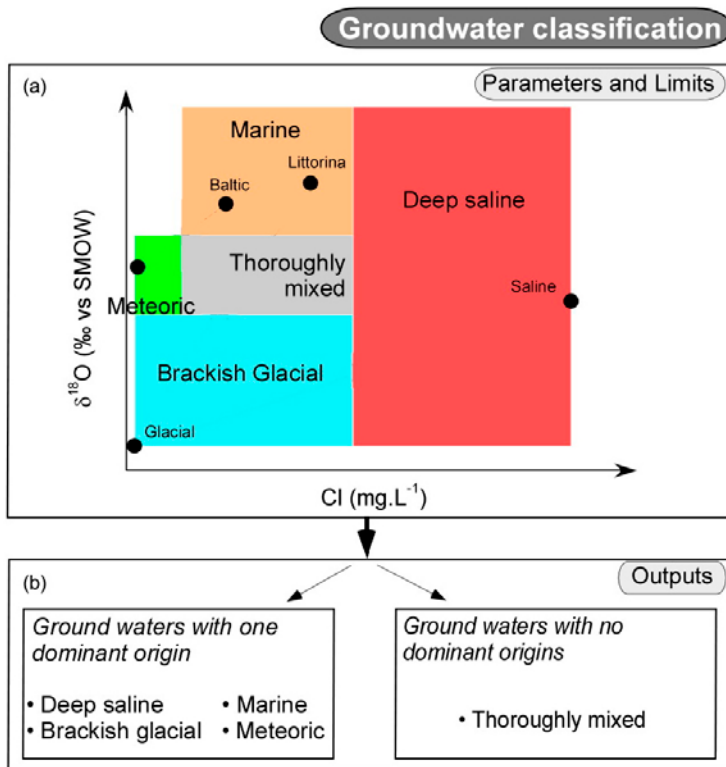 Groundwater classification
(a)
Parameters and Limits
Marine
Littorina
Baltic
Deep saline
Thoroughly
mixed
Saline
Meteoric
Brackish Glacial
Glacial
δ¹⁸O (‰ vs SMOW)
Cl (mg.L⁻¹)
(b)
Outputs
Ground waters with one
dominant origin
• Deep saline • Marine
• Brackish glacial • Meteoric
Ground waters with no
dominant origins
• Thoroughly mixed